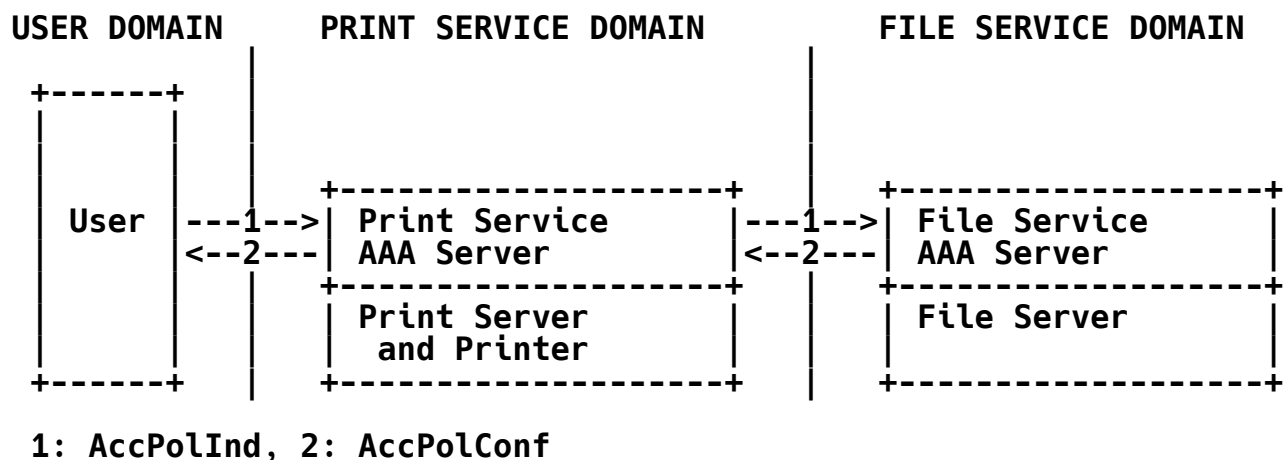 USER DOMAIN PRINT SERVICE DOMAIN FILE SERVICE DOMAIN
User ---1--> Print Service ---1--> File Service
<--2--- AAA Server <--2--- AAA Server
Print Server File Server
and Printer
1: AccPolInd, 2: AccPolConf